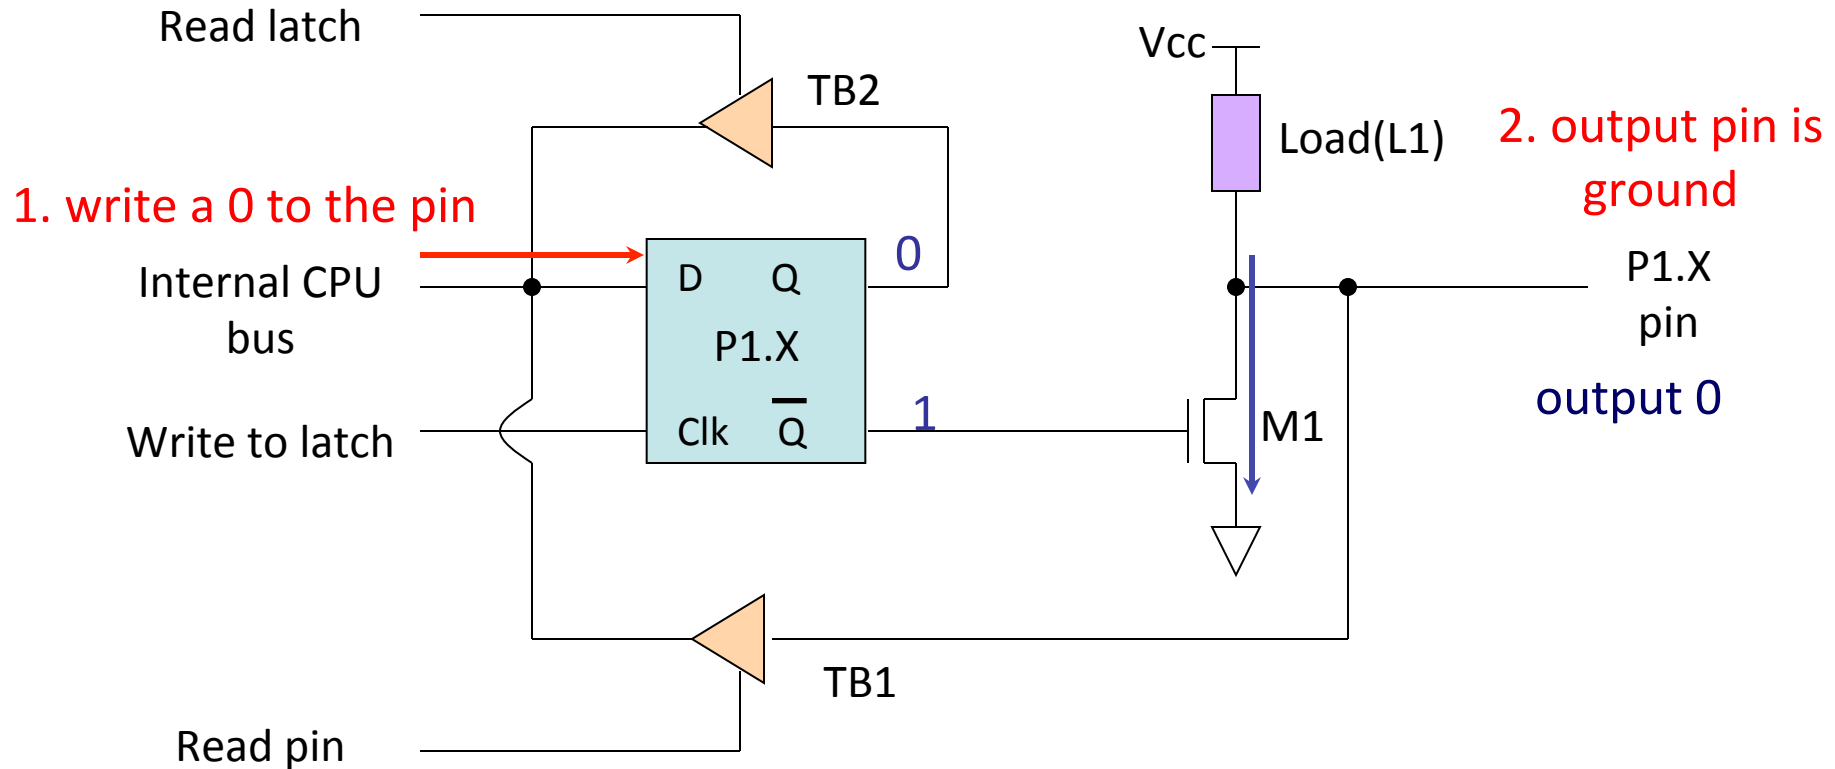 Read latch
Vcc
TB2
Load(L1)
2. output pin is
ground
1. write a 0 to the pin
0
Internal CPU
bus
D Q
P1.X
Clk Q̅
P1.X
pin
1
output 0
Write to latch
M1
TB1
Read pin